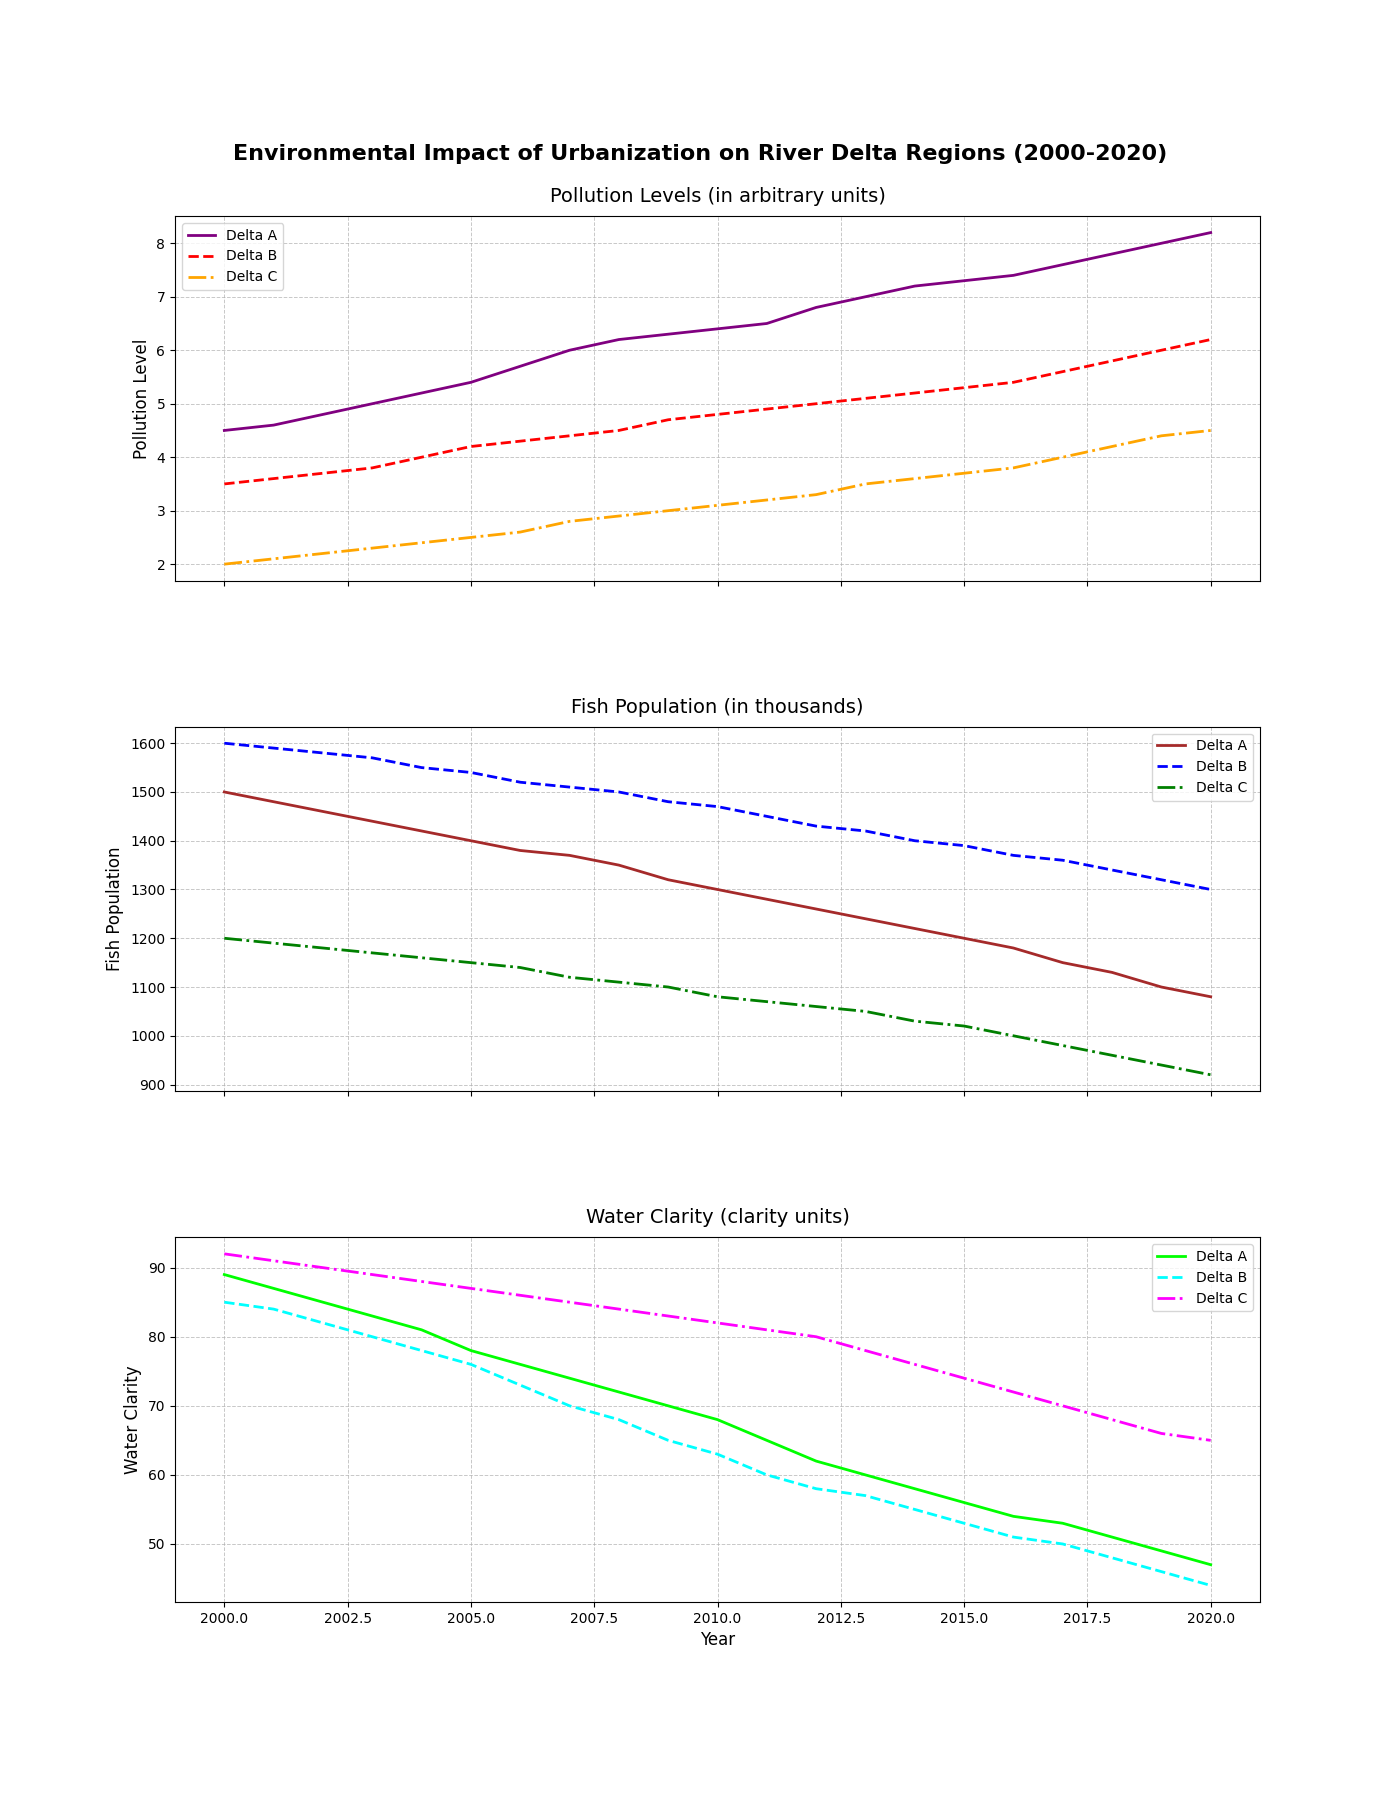 Environmental Impact of Urbanization on River Delta Regions (2000-2020)
Pollution Levels (in arbitrary units)
Delta A
Delta B
Delta C
8
7
6
5
4
3
2
Pollution Level
Fish Population (in thousands)
Delta A
Delta B
Delta C
1600
1500
1400
1300
1200
1100
1000
900
Fish Population
Water Clarity (clarity units)
Delta A
Delta B
Delta C
90
80
70
60
50
Water Clarity
2000.0 2002.5 2005.0 2007.5 2010.0 2012.5 2015.0 2017.5 2020.0
Year